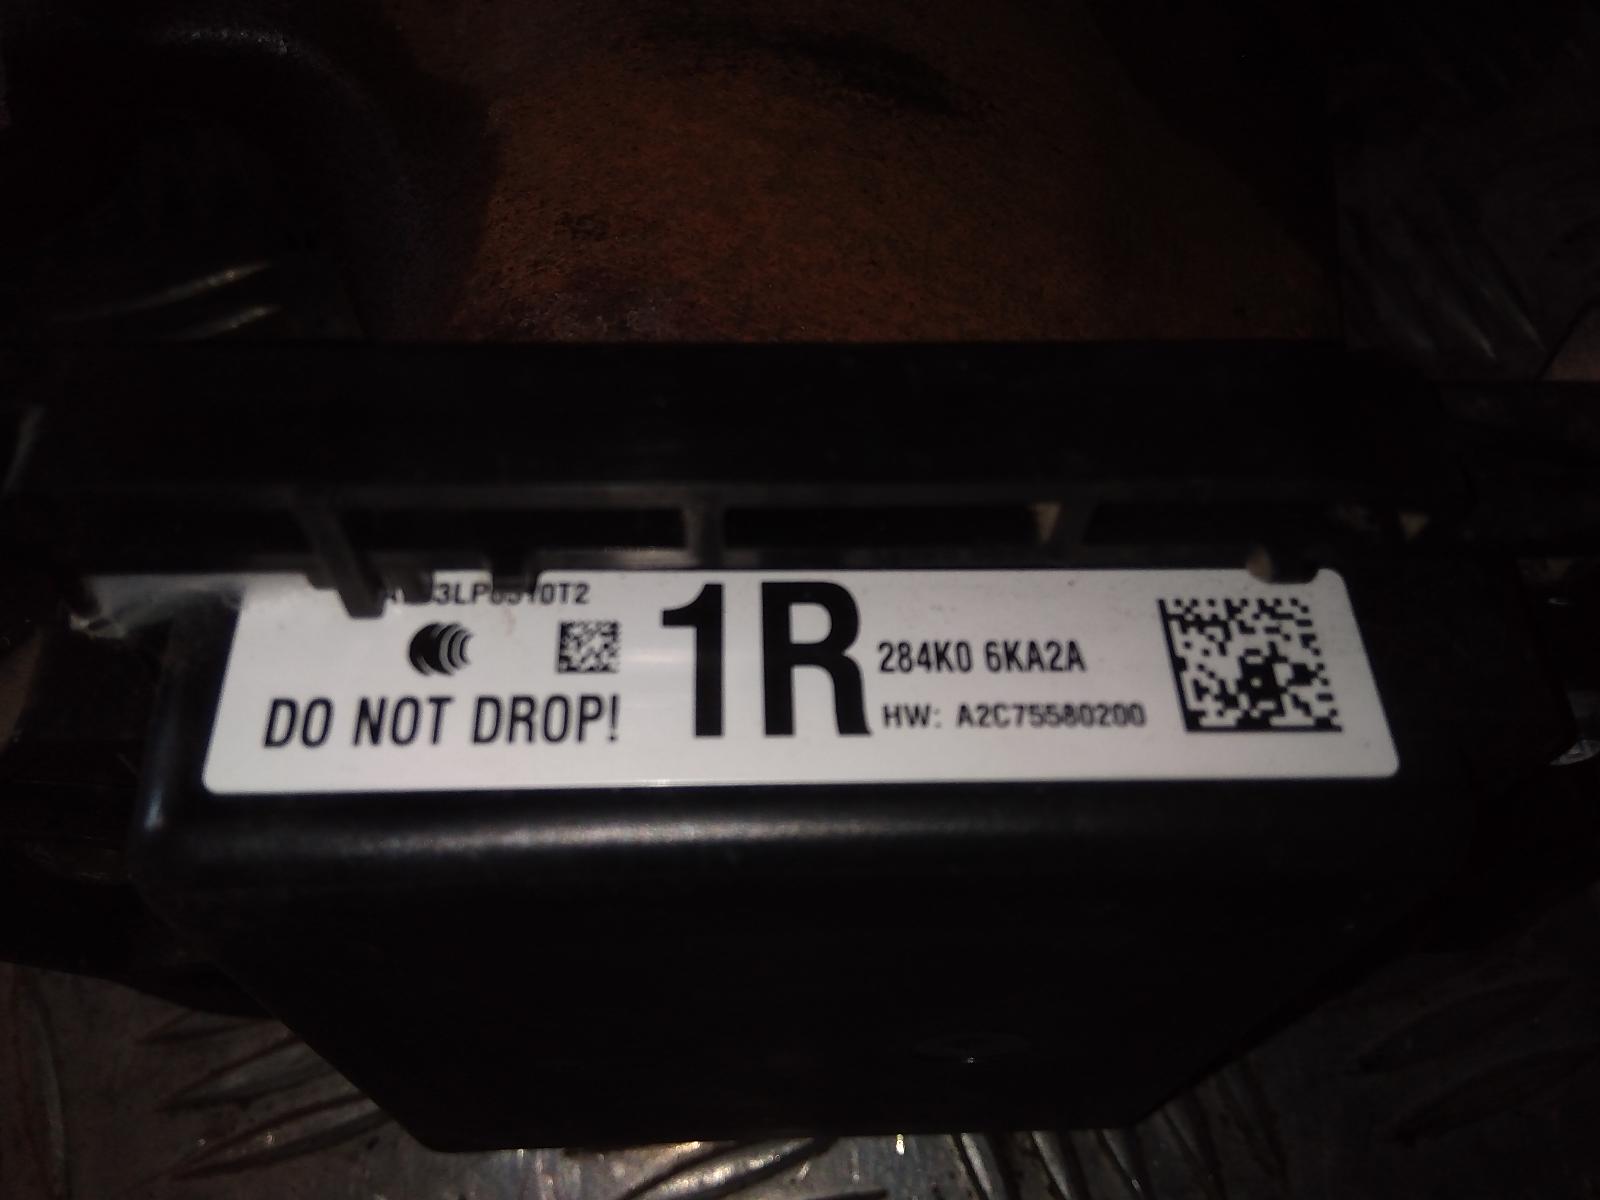 1R
284K0 6KA2A
DO NOT DROP!
HW: A2C75580200